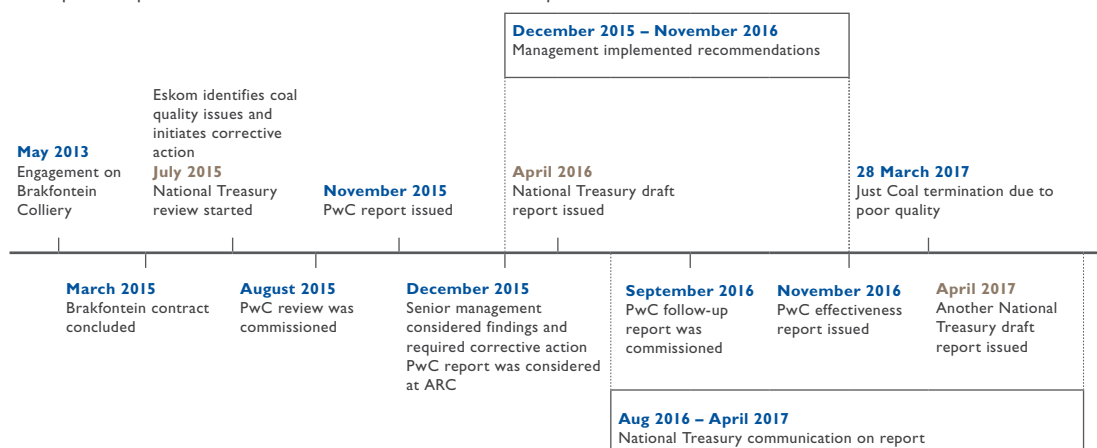 December 2015 – November 2016
Management implemented recommendations
Eskom identifies coal
quality issues and
initiates corrective
action
May 2013
Engagement on
Brakfontein
Colliery
July 2015
National Treasury
review started
November 2015
PwC report issued
April 2016
National Treasury draft
report issued
28 March 2017
Just Coal termination due to
poor quality
March 2015
Brakfontein contract
concluded
August 2015
PwC review was
commissioned
December 2015
Senior management
considered findings and
required corrective action
PwC report was considered
at ARC
September 2016
PwC follow-up
report was
commissioned
November 2016
PwC effectiveness
report issued
April 2017
Another National
Treasury draft
report issued
Aug 2016 – April 2017
National Treasury communication on report